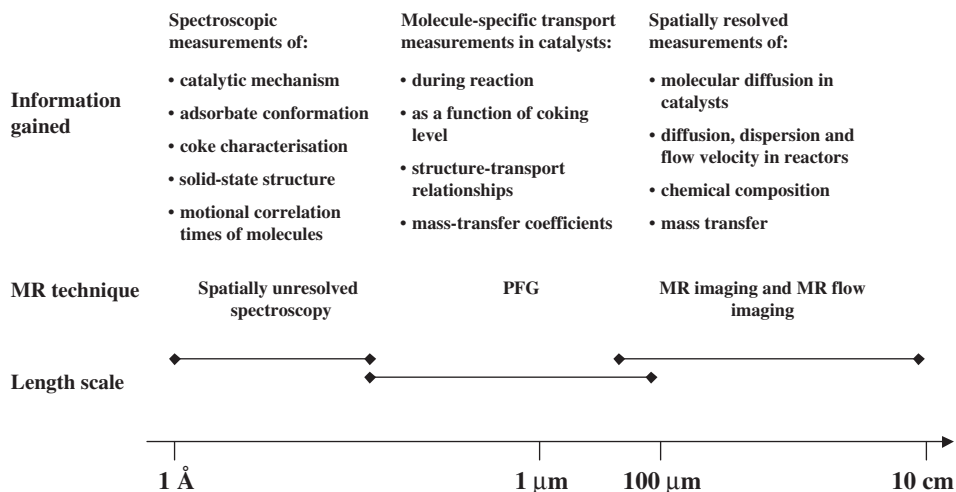 Spectroscopic
measurements of:
• catalytic mechanism
• adsorbate conformation
• coke characterisation
• solid-state structure
• motional correlation
times of molecules
Molecule-specific transport
measurements in catalysts:
• during reaction
• as a function of coking
level
• structure-transport
relationships
• mass-transfer coefficients
Spatially resolved
measurements of:
• molecular diffusion in
catalysts
• diffusion, dispersion and
flow velocity in reactors
• chemical composition
• mass transfer
Information
gained
MR technique
Spatially unresolved
spectroscopy
PFG
MR imaging and MR flow
imaging
Length scale
1 Å
1 μm
100 μm
10 cm